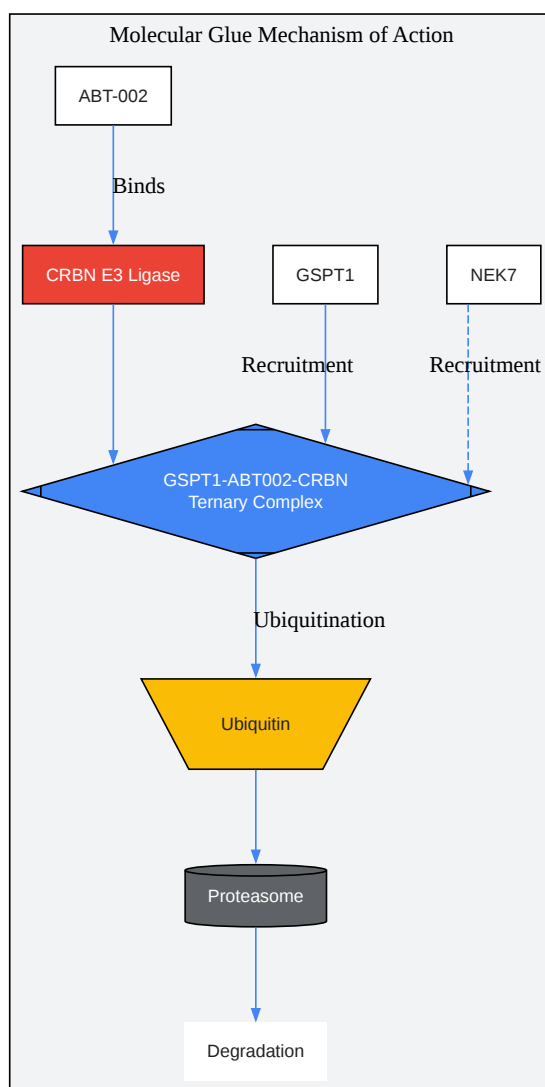 Molecular Glue Mechanism of Action
ABT-002
Binds
CRBN E3 Ligase
GSPT1
NEK7
Recruitment
Recruitment
GSPT1-ABT002-CRBN
Ternary Complex
Ubiquitination
Ubiquitin
Proteasome
Degradation